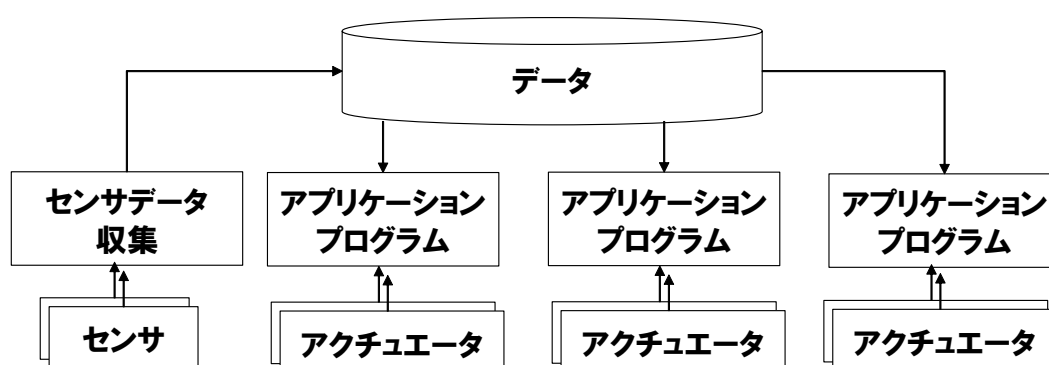 データ
センサデータ
収集
アプリケーション
プログラム
アプリケーション
プログラム
アプリケーション
プログラム
センサ
アクチュエータ
アクチュエータ
アクチュエータ